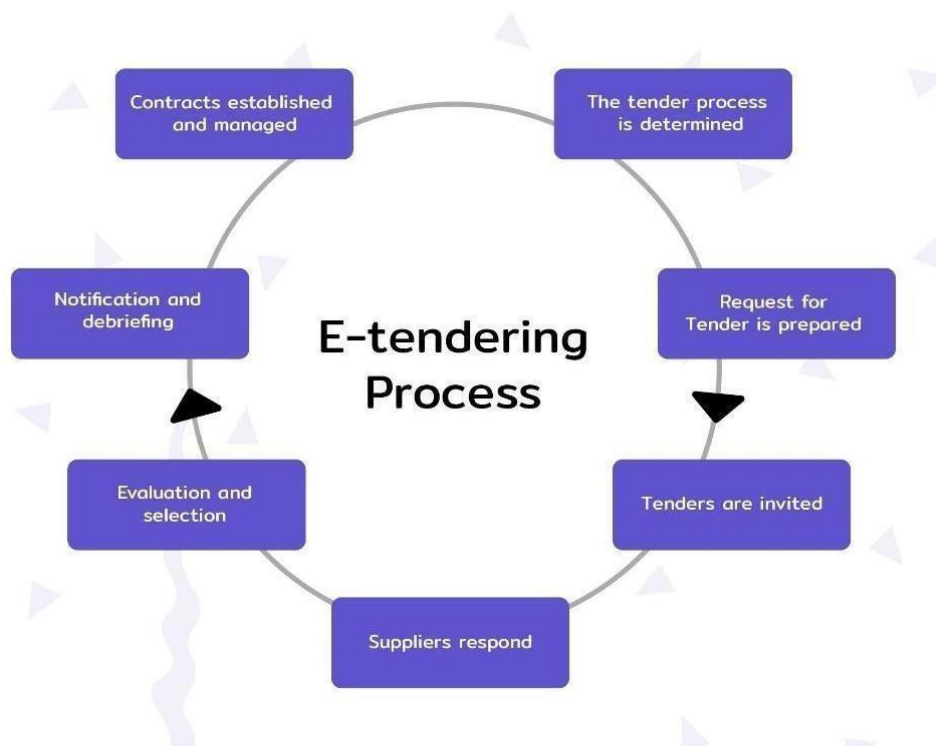 Contracts established
and managed
The tender process
is determined
Notification and
debriefing
Request for
Tender is prepared
E-tendering
Process
Evaluation and
selection
Tenders are invited
Suppliers respond